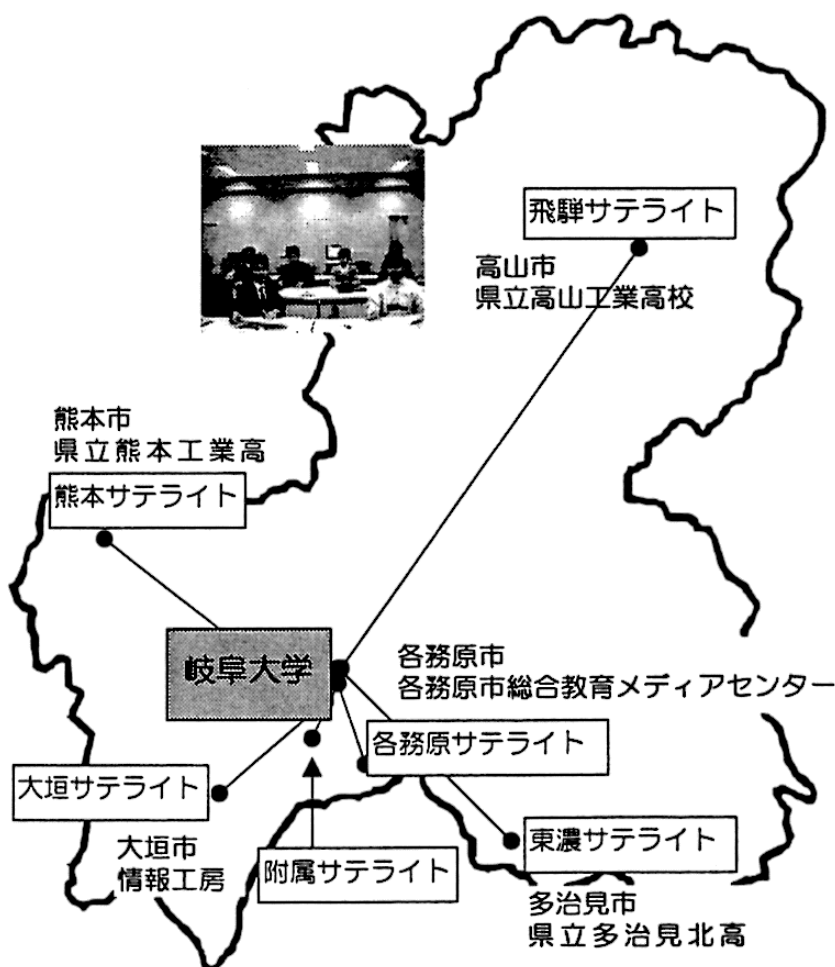 飛騨サテライト
高山市
県立高山工業高校
熊本市
県立熊本工業高
熊本サテライト
岐阜大学
各務原市
各務原市総合教育メディアセンター
各務原サテライト
大垣サテライト
大垣市
情報工房
附属サテライト
東濃サテライト
多治見市
県立多治見北高